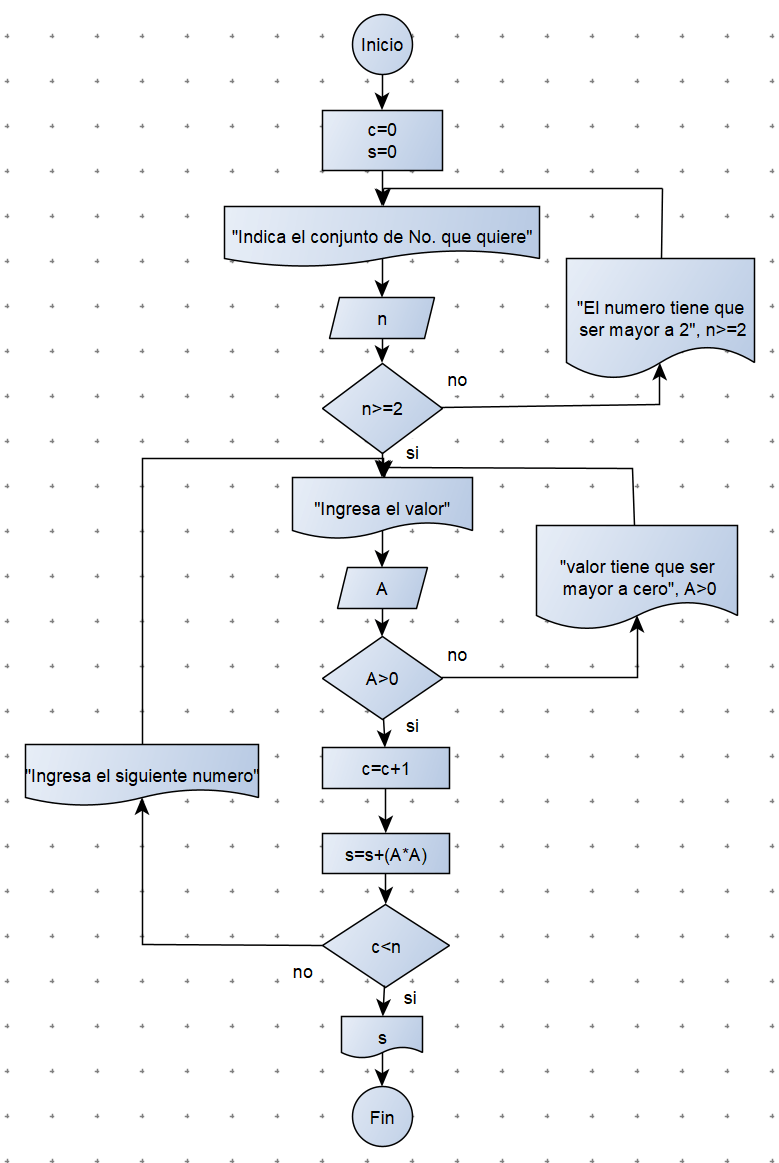 Inicio
c=0
s=0
"Indica el conjunto de No. que quiere"
n
"El numero tiene que
ser mayor a 2", n>=2
no
n>=2
si
"Ingresa el valor"
"valor tiene que ser
mayor a cero", A>0
A
no
A>0
si
c=c+1
"Ingresa el siguiente numero"
s=s+(A*A)
c<n
no
si
s
Fin